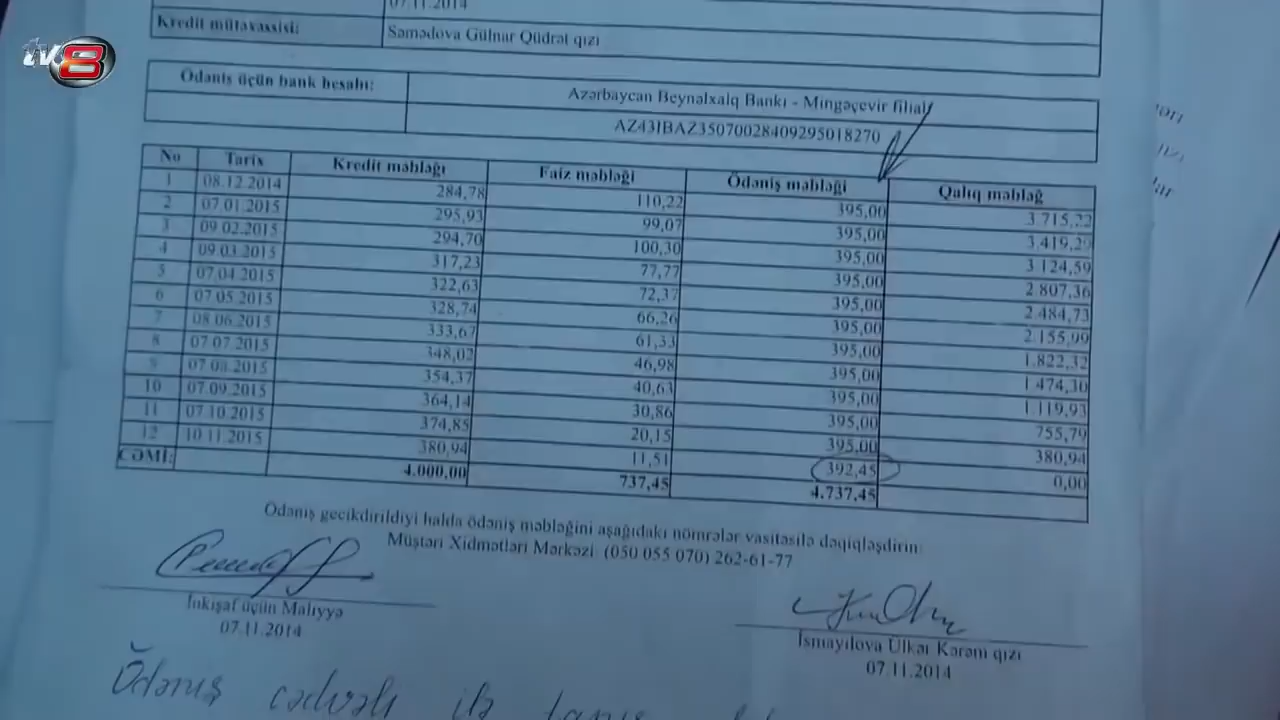 tv8
07.11.2014
Kredit mütəxəssisi: Səmədova Gülnar Qüdrət qızı
Ödəniş üçün bank hesabı: Azərbaycan Beynəlxalq Bankı - Mingəçevir filialı
AZ43IBAZ35070028409295018270
No Tarix Kredit məbləği Faiz məbləği Ödəniş məbləği Qalıq məbləğ
1 08.12.2014 284,78 110,22 395,00 3.715,22
2 07.01.2015 295,93 99,07 395,00 3.419,29
3 09.02.2015 294,70 100,30 395,00 3.124,59
4 09.03.2015 317,23 77,77 395,00 2.807,36
5 07.04.2015 322,63 72,37 395,00 2.484,73
6 07.05.2015 328,74 66,26 395,00 2.155,99
7 08.06.2015 333,67 61,33 395,00 1.822,32
8 07.07.2015 348,02 46,98 395,00 1.474,30
9 07.08.2015 354,37 40,63 395,00 1.119,93
10 07.09.2015 364,14 30,86 395,00 755,79
11 07.10.2015 374,85 20,15 395,00 380,94
12 10.11.2015 380,94 11,51 392,45 0,00
CƏMİ: 4.000,00 737,45 4.737,45
Ödəniş gecikdirildiyi halda ödəniş məbləğini aşağıdakı nömrələr vasitəsilə dəqiqləşdirin:
Müştəri Xidmətləri Mərkəzi: (050 055 070) 262-61-77
İnkişaf üçün Maliyyə
07.11.2014
İsmayılova Ülkər Kərəm qızı
07.11.2014
Ödəniş cədvəli ilə tanış